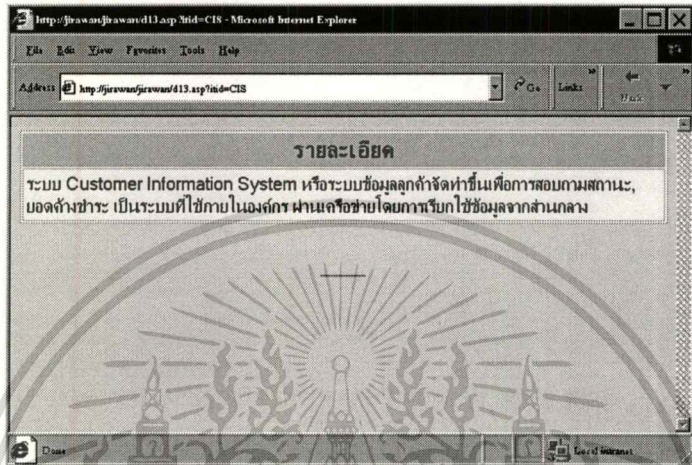 http://jirawan/jirawan/d13.asp?itid=CIS - Microsoft Internet Explorer
File Edit View Favorites Tools Help
Address http://jirawan/jirawan/d13.asp?itid=CIS Go Links Back
รายละเอียด
ระบบ Customer Information System หรือระบบข้อมูลลูกค้าจัดทำขึ้นเพื่อการสอบถามสถานะ,
ยอดค้างชำระ เป็นระบบที่ใช้ภายในองค์กร ผ่านเครือข่ายโดยการเรียกใช้ข้อมูลจากส่วนกลาง
Done Local intranet